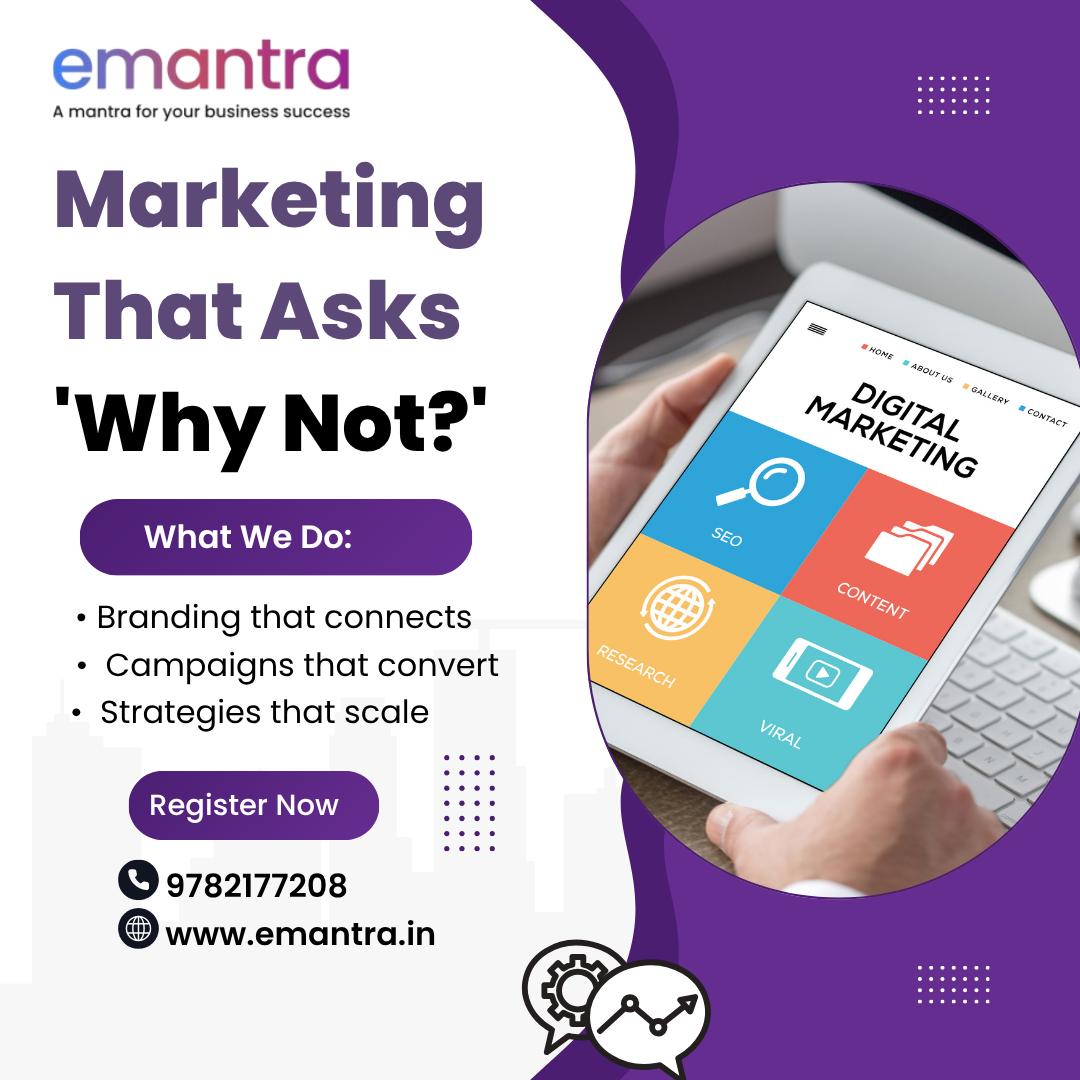 emantra
A mantra for your business success
Marketing
That Asks
'Why Not?'
What We Do:
• Branding that connects
• Campaigns that convert
• Strategies that scale
Register Now
9782177208
www.emantra.in
HOME ABOUT US GALLERY CONTACT
DIGITAL
MARKETING
SEO
CONTENT
RESEARCH
VIRAL